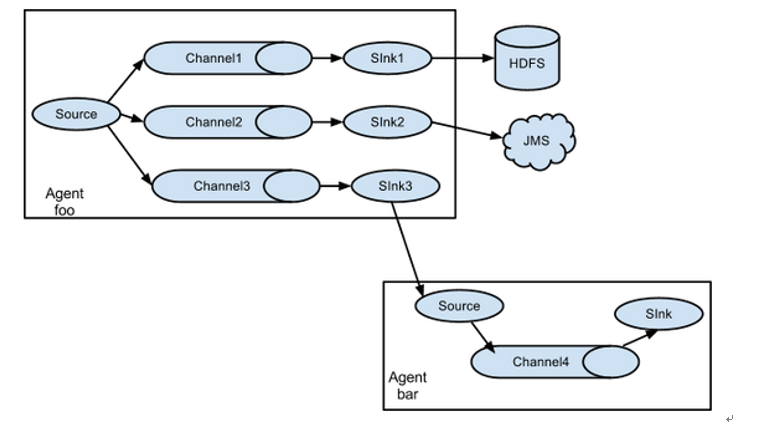 Channel1
SInk1
HDFS
Source
Channel2
SInk2
JMS
Channel3
SInk3
Agent
foo
Source
SInk
Channel4
Agent
bar